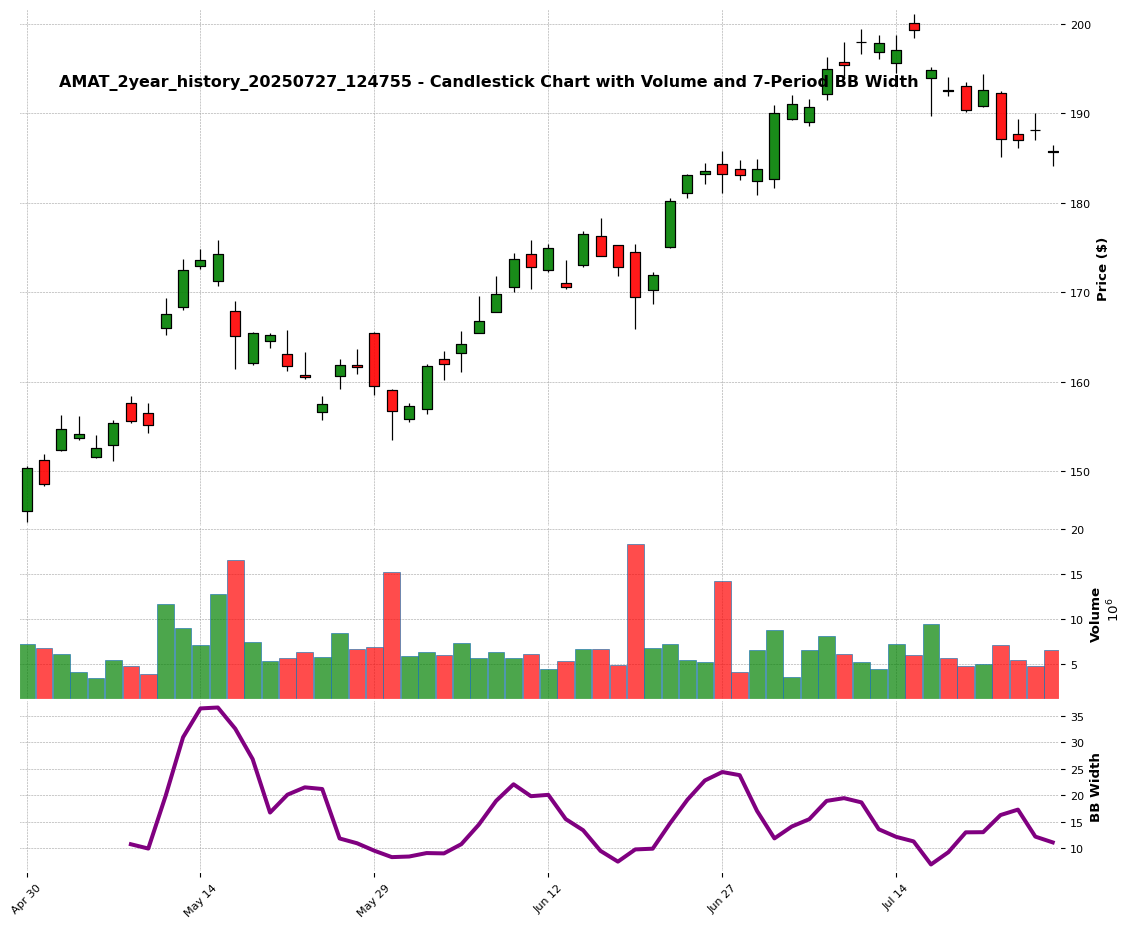 AMAT_2year_history_20250727_124755 - Candlestick Chart with Volume and 7-Period BB Width
200
190
180
170
160
150
Price ($)
20
15
10
5
Volume
10^6
35
30
25
20
15
10
BB Width
Apr 30
May 14
May 29
Jun 12
Jun 27
Jul 14